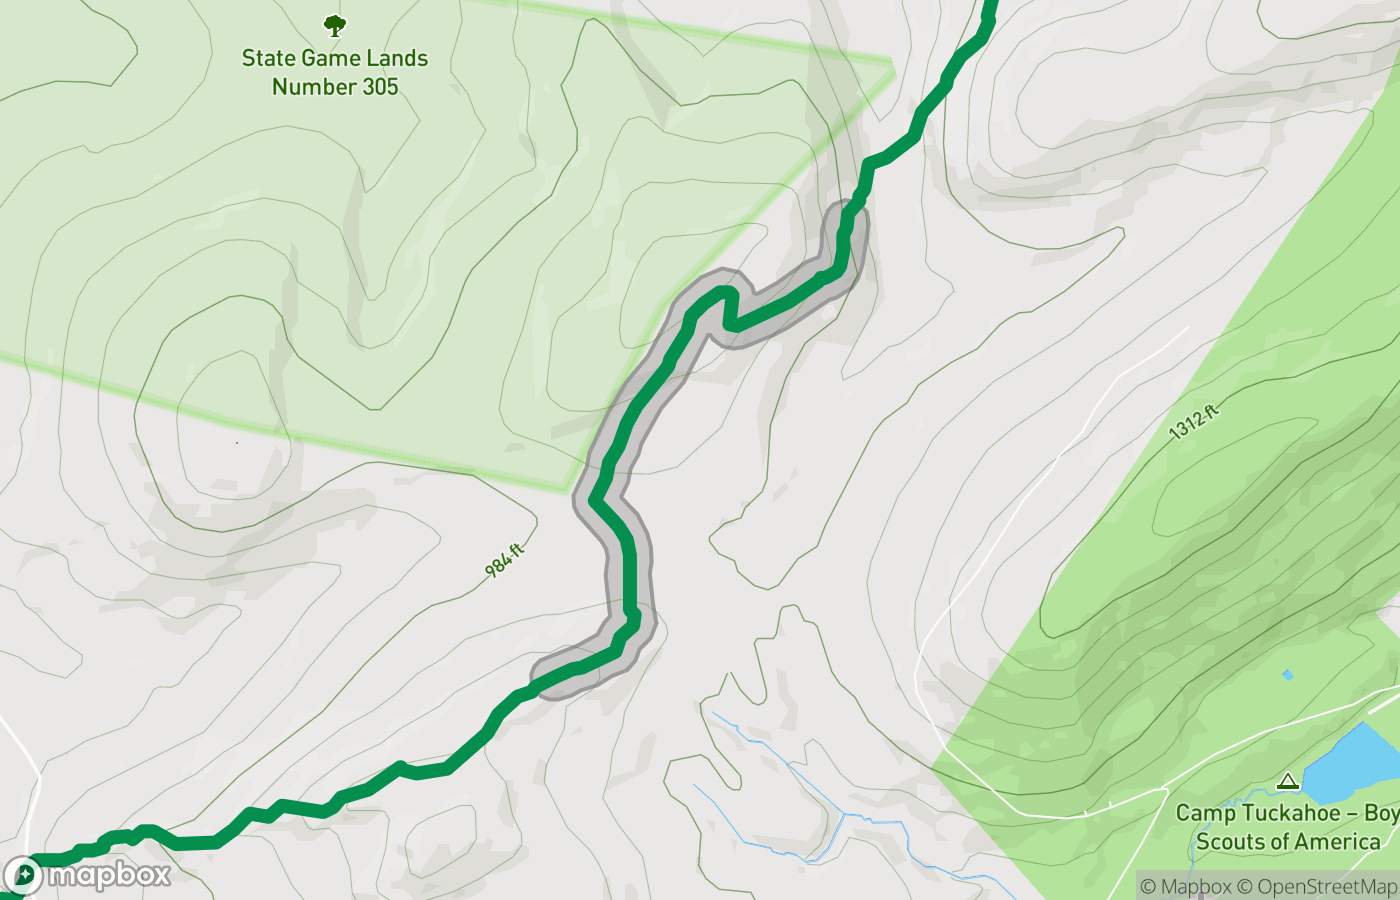 State Game Lands
Number 305
1312 ft
984 ft
Camp Tuckahoe – Boy
Scouts of America
mapbox
© Mapbox © OpenStreetMap